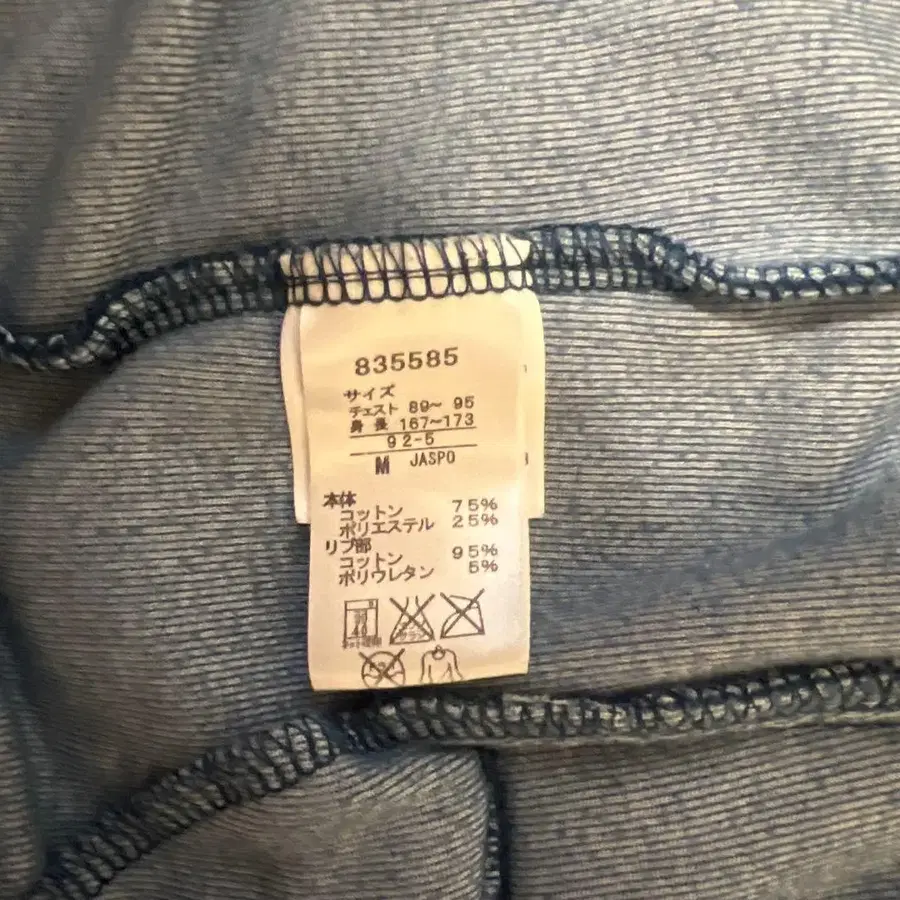 835585
サイズ
チェスト 89～ 95
身 長 167～173
92-5
M JASPO
本体
コットン 75%
ポリエステル 25%
リブ部
コットン 95%
ポリウレタン 5%